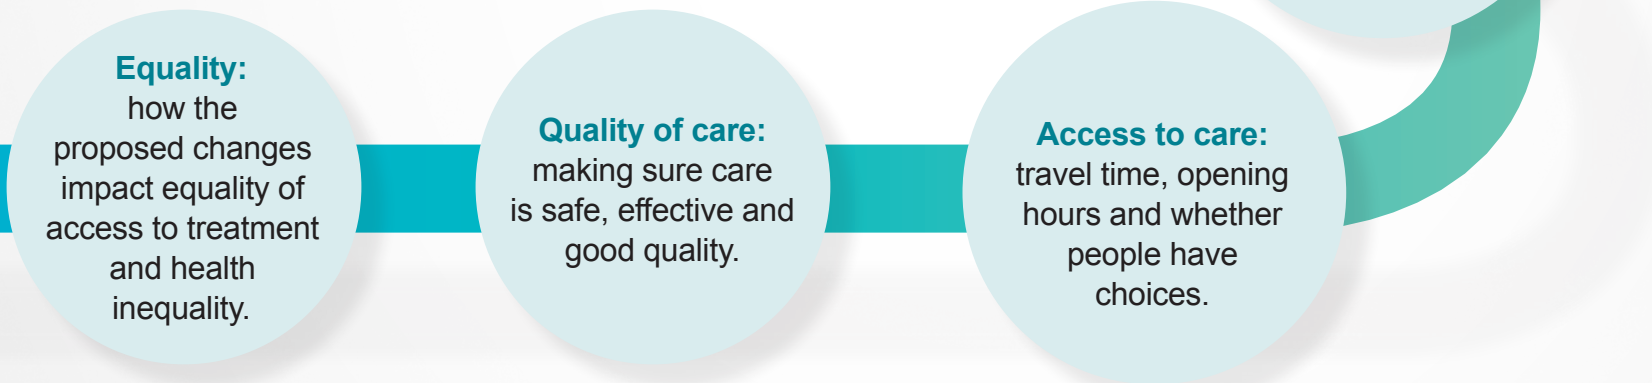 Equality:
how the
proposed changes
impact equality of
access to treatment
and health
inequality.
Quality of care:
making sure care
is safe, effective and
good quality.
Access to care:
travel time, opening
hours and whether
people have
choices.